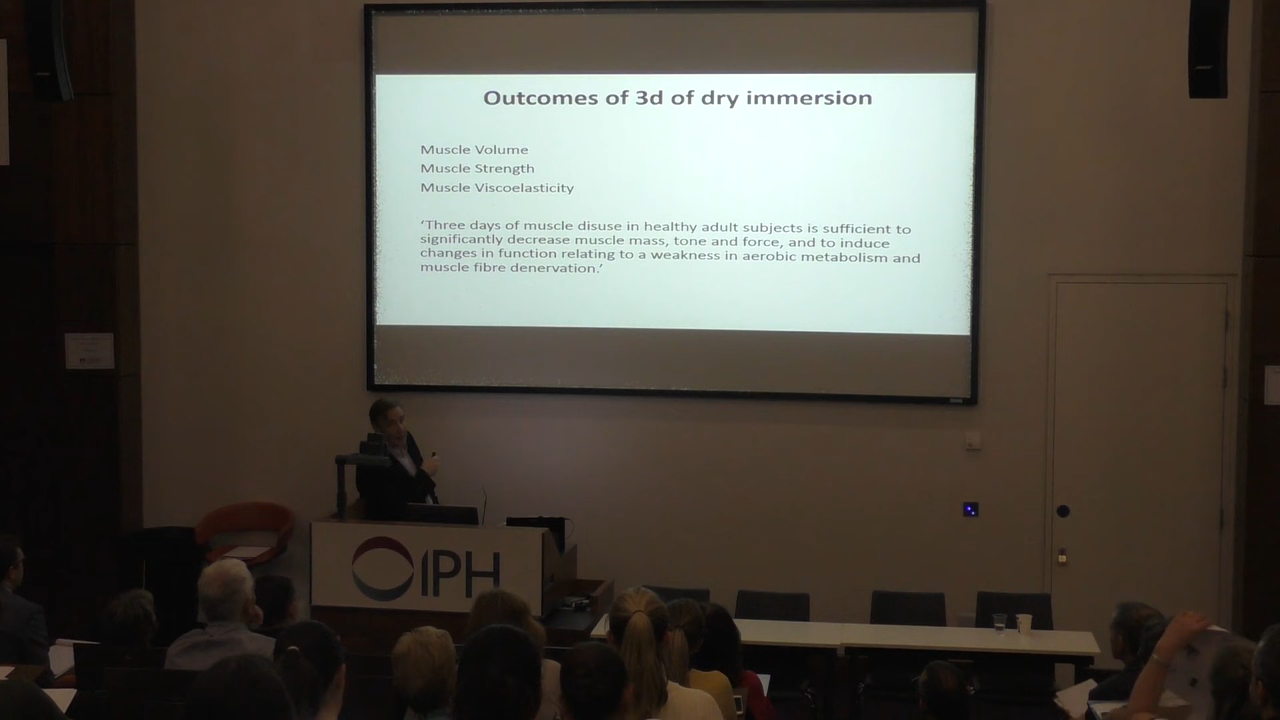 Outcomes of 3d of dry immersion
Muscle Volume
Muscle Strength
Muscle Viscoelasticity
‘Three days of muscle disuse in healthy adult subjects is sufficient to
significantly decrease muscle mass, tone and force, and to induce
changes in function relating to a weakness in aerobic metabolism and
muscle fibre denervation.’
IPH